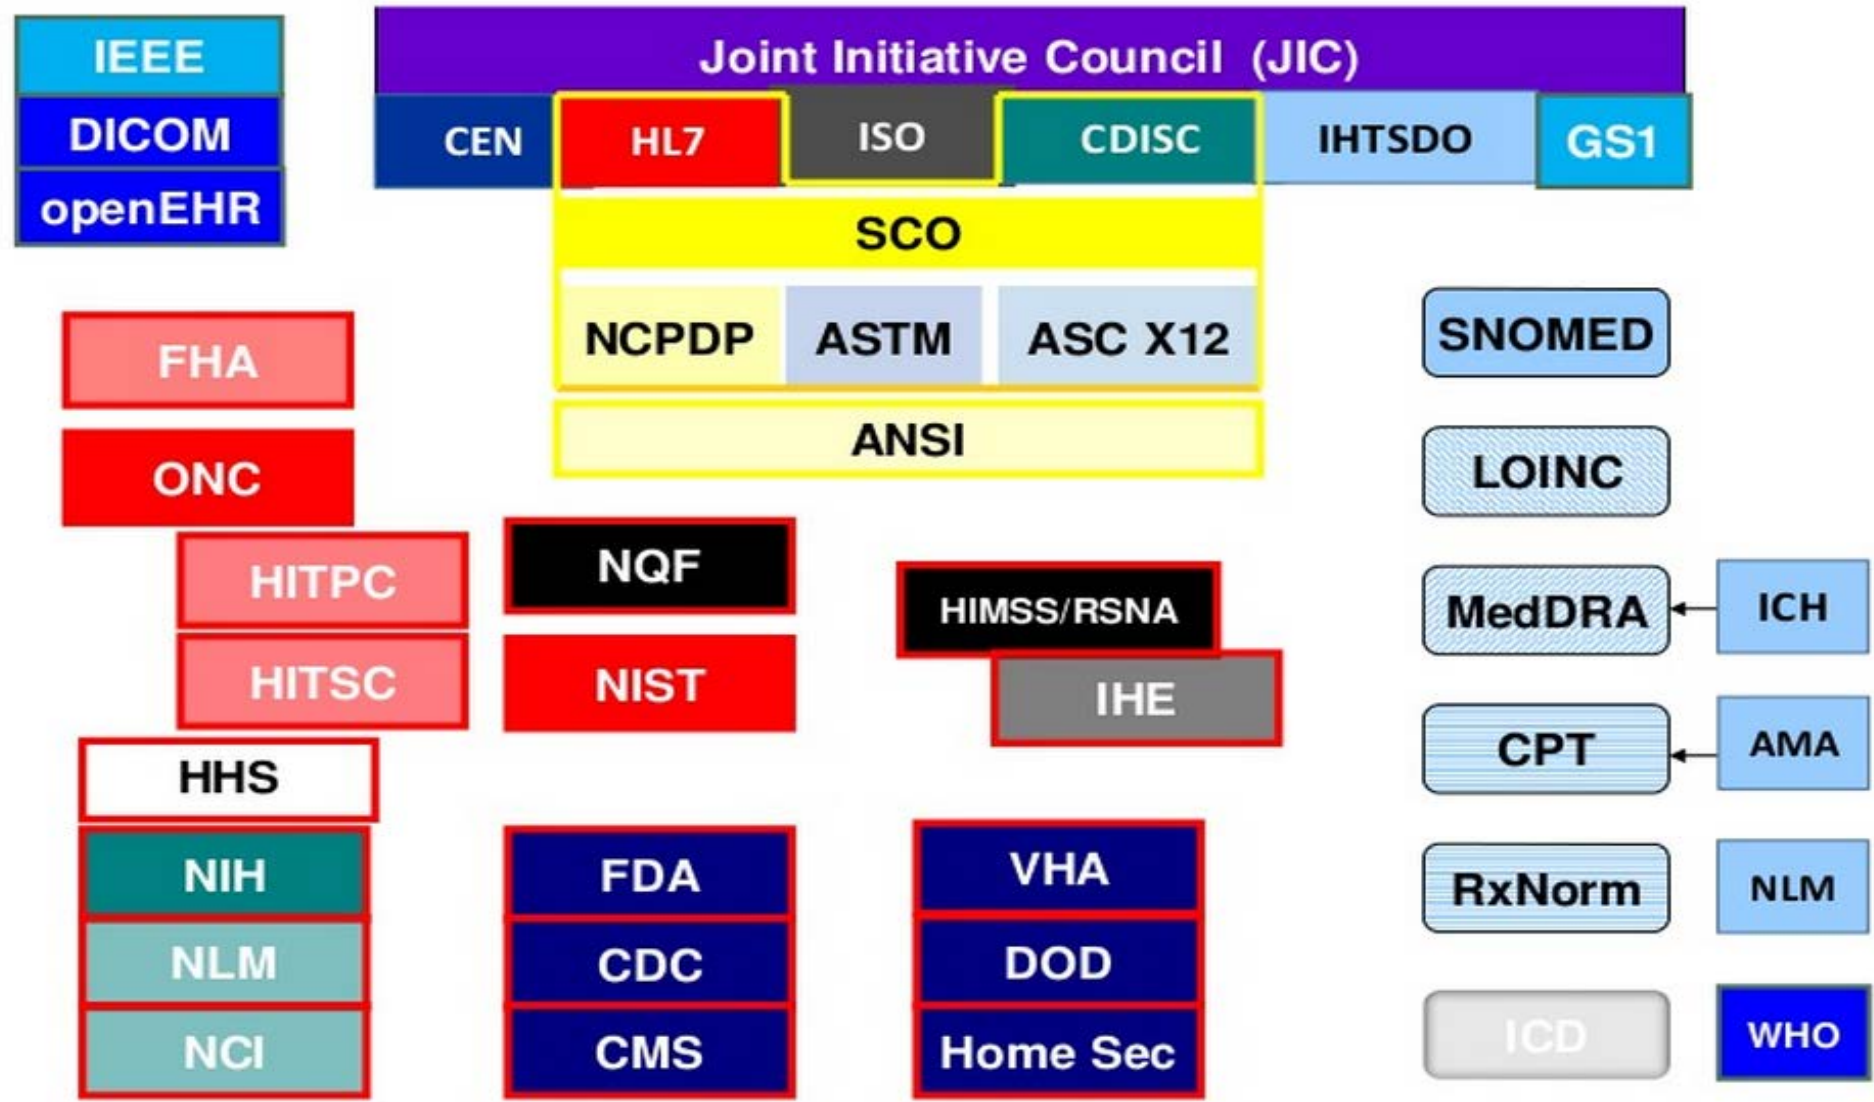 IEEE
DICOM
openEHR
Joint Initiative Council (JIC)
CEN
HL7
ISO
CDISC
IHTSDO
GS1
SCO
NCPDP
ASTM
ASC X12
ANSI
FHA
ONC
HITPC
HITSC
NQF
NIST
HIMSS/RSNA
IHE
HHS
NIH
NLM
NCI
FDA
CDC
CMS
VHA
DOD
Home Sec
SNOMED
LOINC
MedDRA
ICH
CPT
AMA
RxNorm
NLM
ICD
WHO